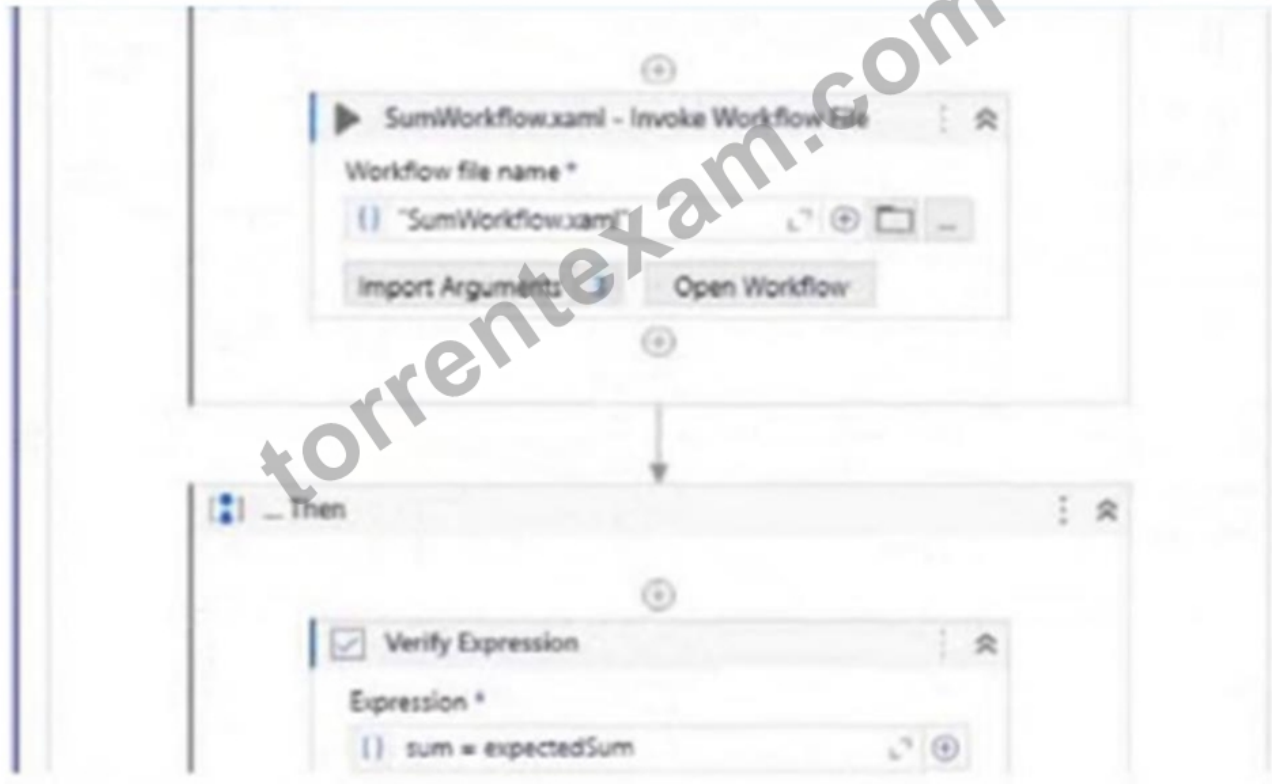 SumWorkflow.xaml - Invoke Workflow File
Workflow file name *
"SumWorkflow.xaml"
Import Arguments 3 Open Workflow
... Then
Verify Expression
Expression *
sum = expectedSum
torrentexam.com